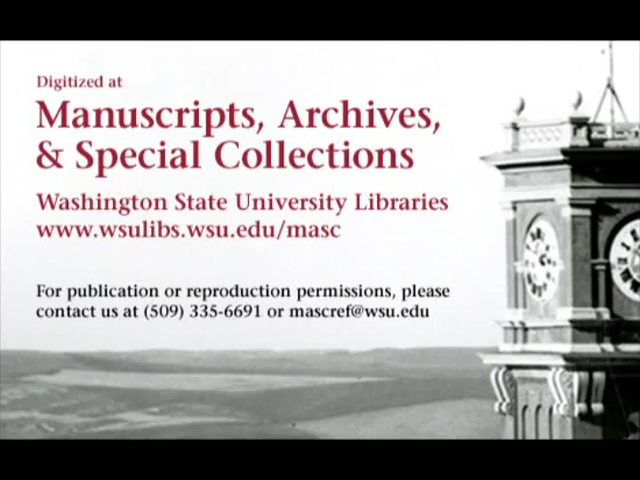 Digitized at
Manuscripts, Archives,
& Special Collections
Washington State University Libraries
www.wsulibs.wsu.edu/masc
For publication or reproduction permissions, please
contact us at (509) 335-6691 or mascref@wsu.edu